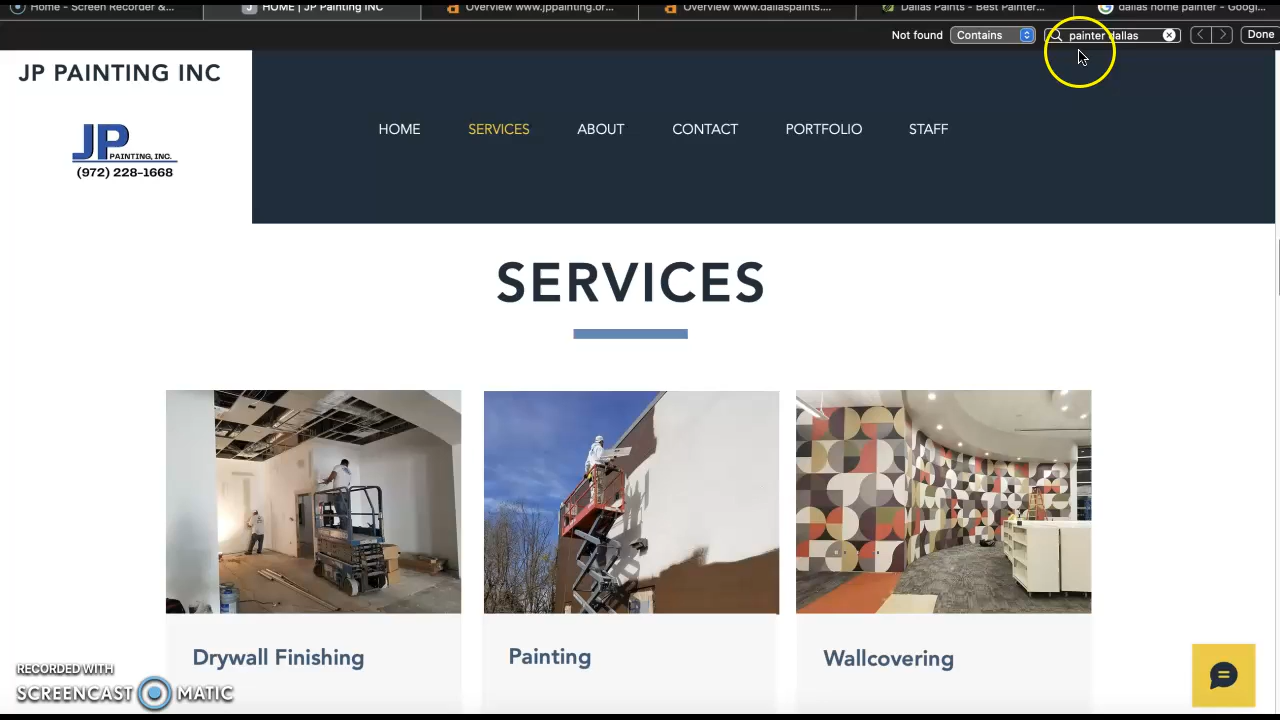 Home - Screen Recorder &...
HOME | JP Painting INC
Overview www.jppainting.or...
Overview www.dallaspaints....
Dallas Paints - Best Painter...
dallas home painter - Googl...
Not found
Contains
painter dallas
Done
JP PAINTING INC
JP PAINTING, INC.
(972) 228-1668
HOME
SERVICES
ABOUT
CONTACT
PORTFOLIO
STAFF
SERVICES
Drywall Finishing
Painting
Wallcovering
RECORDED WITH
SCREENCAST MATIC